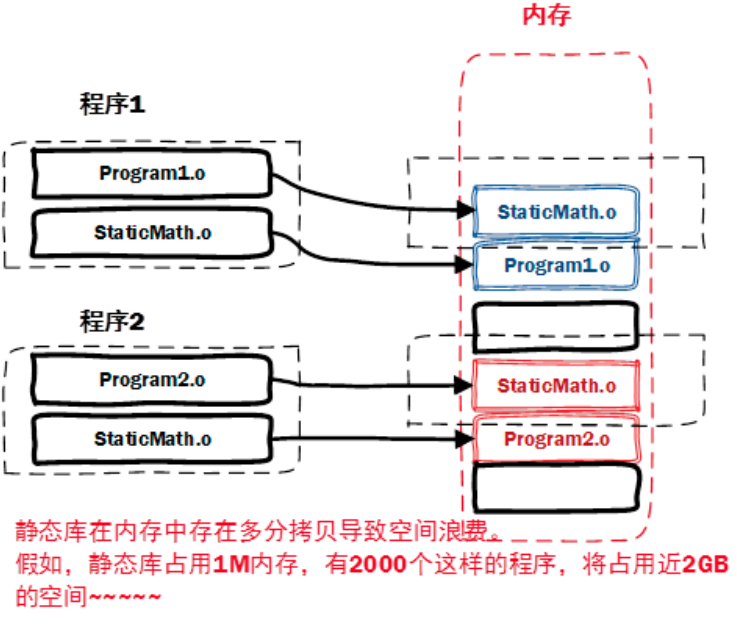 内存
程序1
Program1.o
StaticMath.o
StaticMath.o
Program1.o
程序2
Program2.o
StaticMath.o
StaticMath.o
Program2.o
静态库在内存中存在多分拷贝导致空间浪费。
假如，静态库占用1M内存，有2000个这样的程序，将占用近2GB
的空间~~~~~